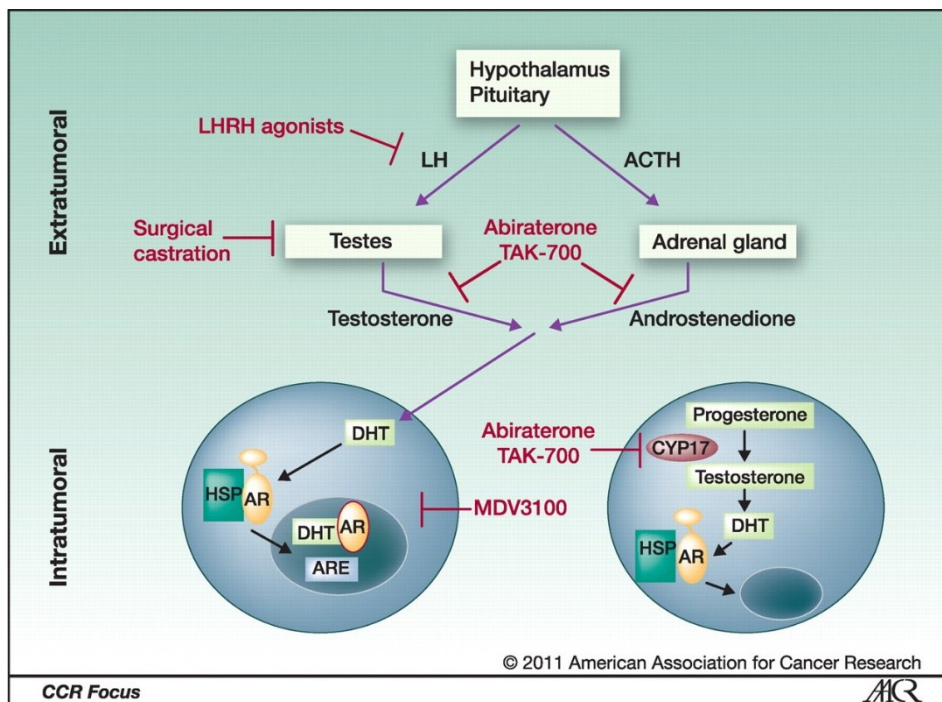 Extratumoral
Hypothalamus
Pituitary
LHRH agonists
LH
ACTH
Surgical
castration
Testes
Abiraterone
TAK-700
Adrenal gland
Testosterone
Androstenedione
Intratumoral
DHT
HSP
AR
DHT
AR
ARE
MDV3100
Abiraterone
TAK-700
Progesterone
CYP17
Testosterone
DHT
HSP
AR
© 2011 American Association for Cancer Research
CCR Focus
AACR